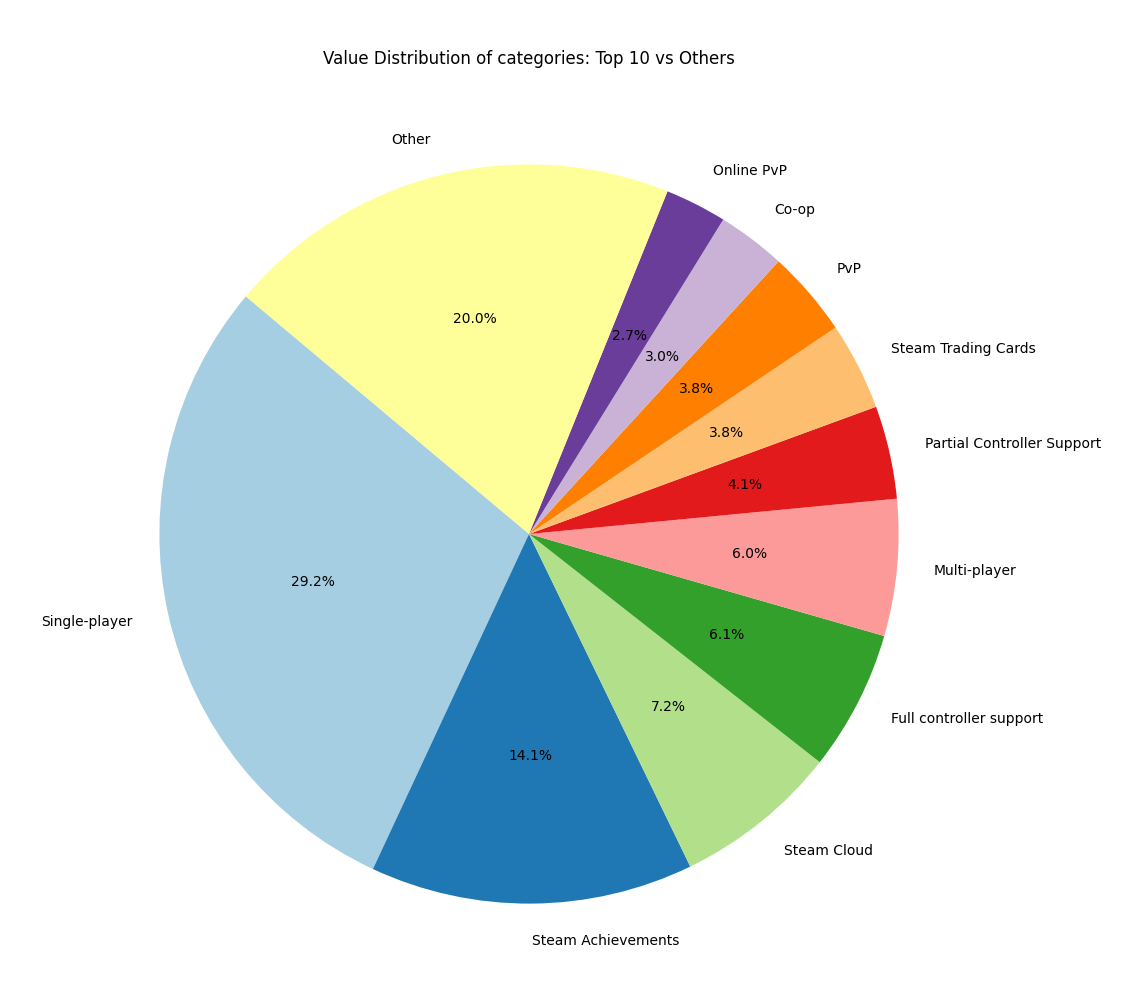 Value Distribution of categories: Top 10 vs Others
Other
Online PvP
Co-op
PvP
Steam Trading Cards
Partial Controller Support
Multi-player
Full controller support
Steam Cloud
Steam Achievements
Single-player
20.0%
2.7%
3.0%
3.8%
3.8%
4.1%
6.0%
6.1%
7.2%
14.1%
29.2%